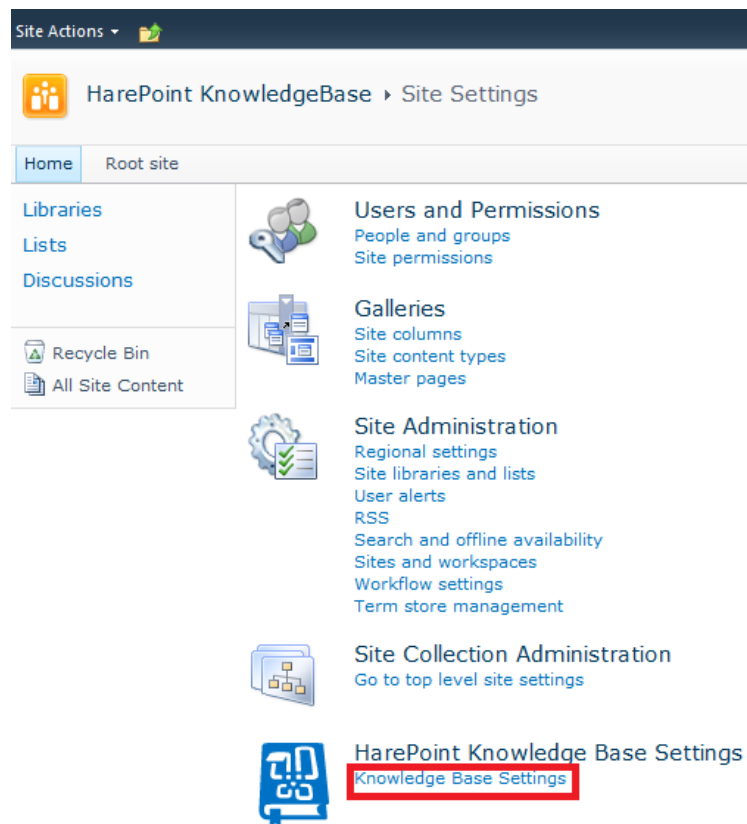 Site Actions
HarePoint KnowledgeBase ▸ Site Settings
Home Root site
Libraries
Lists
Discussions
Recycle Bin
All Site Content
Users and Permissions
People and groups
Site permissions
Galleries
Site columns
Site content types
Master pages
Site Administration
Regional settings
Site libraries and lists
User alerts
RSS
Search and offline availability
Sites and workspaces
Workflow settings
Term store management
Site Collection Administration
Go to top level site settings
HarePoint Knowledge Base Settings
Knowledge Base Settings